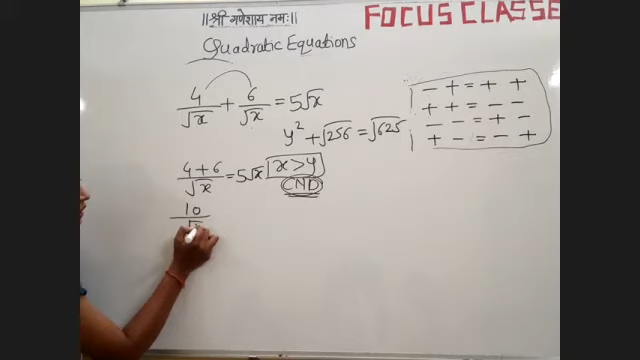 ||श्री गणेशाय नमः||
FOCUS CLASSE
Quadratic Equations
4/√x + 6/√x = 5√x
y² + √256 = √625
4+6/√x = 5√x
x > y
CND
10/√x
- + = + +
+ + = - -
- - = + -
+ - = - +